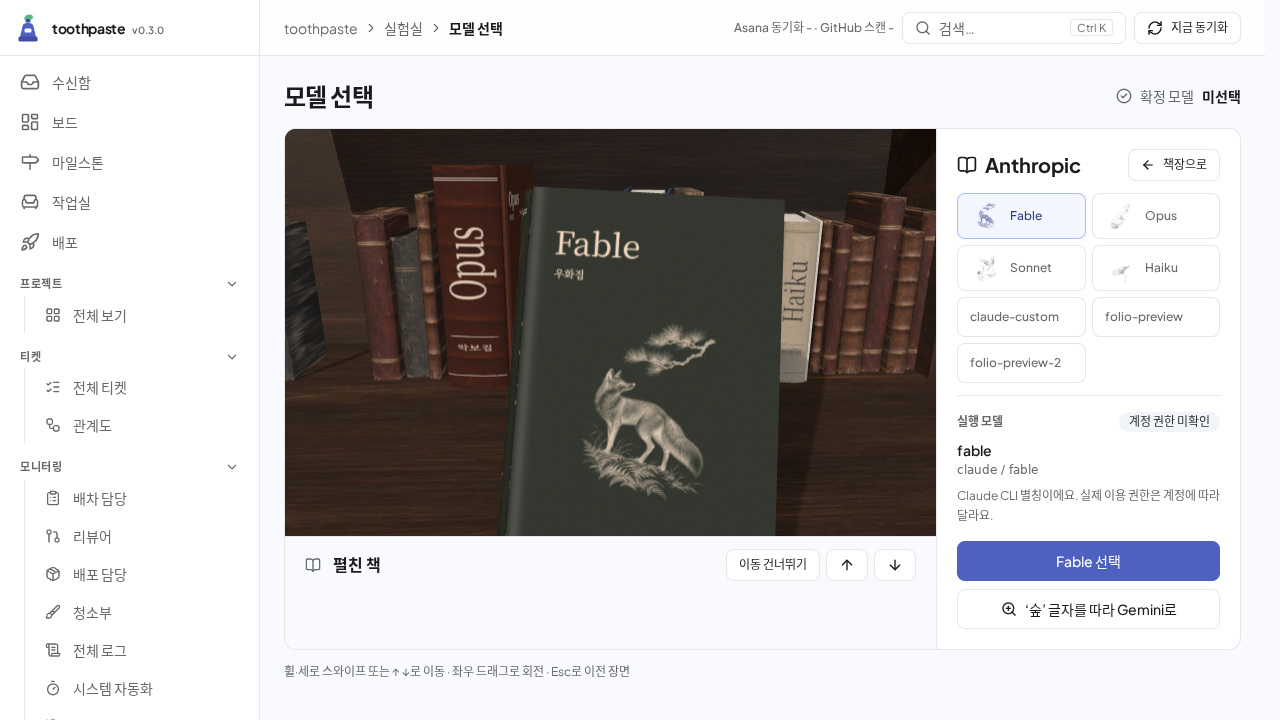 toothpaste v0.3.0
toothpaste > 실험실 > 모델 선택
Asana 동기화 - · GitHub 스캔 -
검색...
Ctrl K
지금 동기화
수신함
보드
마일스톤
작업실
배포
프로젝트
전체 보기
티켓
전체 티켓
관계도
모니터링
배차 담당
리뷰어
배포 담당
청소부
전체 로그
시스템 자동화
모델 선택
확정 모델 미선택
Opus
악보집
Fable
우화집
Haiku
펼친 책
이동 건너뛰기
Anthropic
책장으로
Fable
Opus
Sonnet
Haiku
claude-custom
folio-preview
folio-preview-2
실행 모델
계정 권한 미확인
fable
claude / fable
Claude CLI 별칭이에요. 실제 이용 권한은 계정에 따라
달라요.
Fable 선택
‘숲’ 글자를 따라 Gemini로
휠·세로 스와이프 또는 ↑ ↓로 이동 · 좌우 드래그로 회전 · Esc로 이전 장면